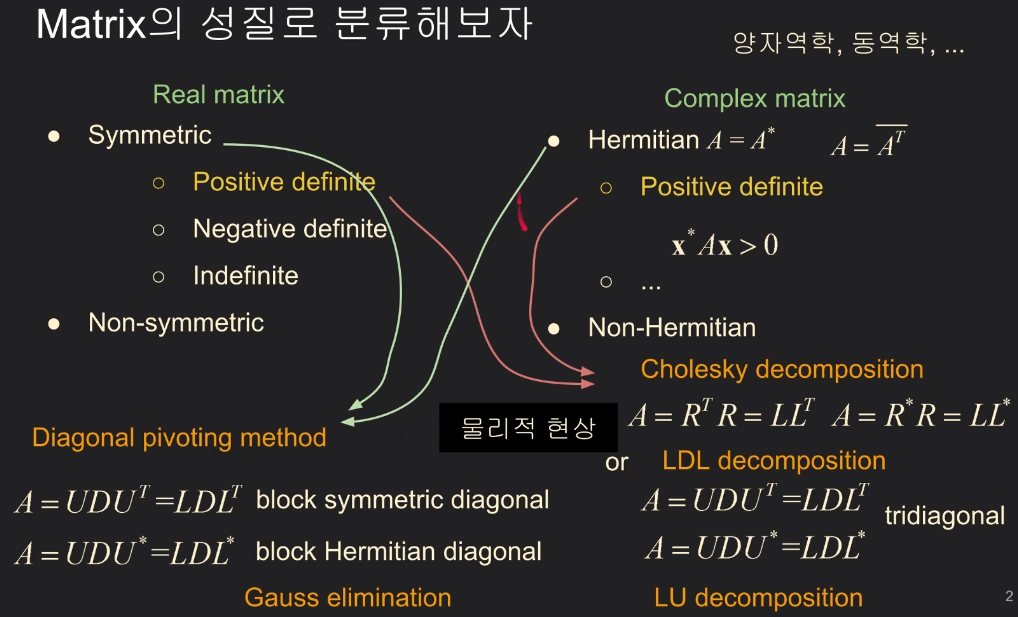 Matrix의 성질로 분류해보자
양자역학, 동역학, ...
Real matrix
● Symmetric
○ Positive definite
○ Negative definite
○ Indefinite
● Non-symmetric
Complex matrix
● Hermitian A = A* A = \overline{A^T}
○ Positive definite
x*Ax > 0
○ ...
● Non-Hermitian
Cholesky decomposition
A = R^T R = LL^T A = R*R = LL*
물리적 현상
or LDL decomposition
A = UDU^T = LDL^T
A = UDU* = LDL*
tridiagonal
Diagonal pivoting method
A = UDU^T = LDL^T block symmetric diagonal
A = UDU* = LDL* block Hermitian diagonal
Gauss elimination
LU decomposition
2